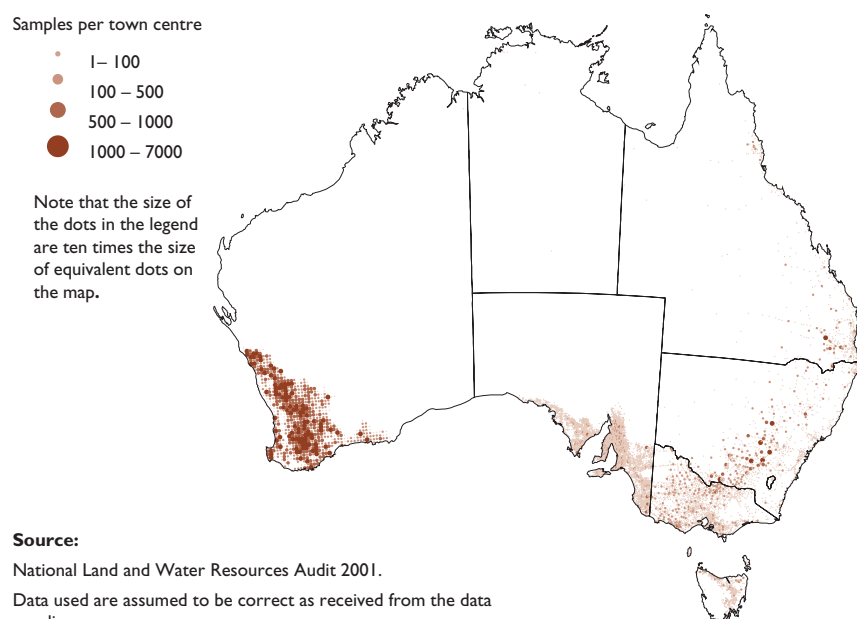 Samples per town centre
1– 100
100 – 500
500 – 1000
1000 – 7000
Note that the size of
the dots in the legend
are ten times the size
of equivalent dots on
the map.
Source:
National Land and Water Resources Audit 2001.
Data used are assumed to be correct as received from the data